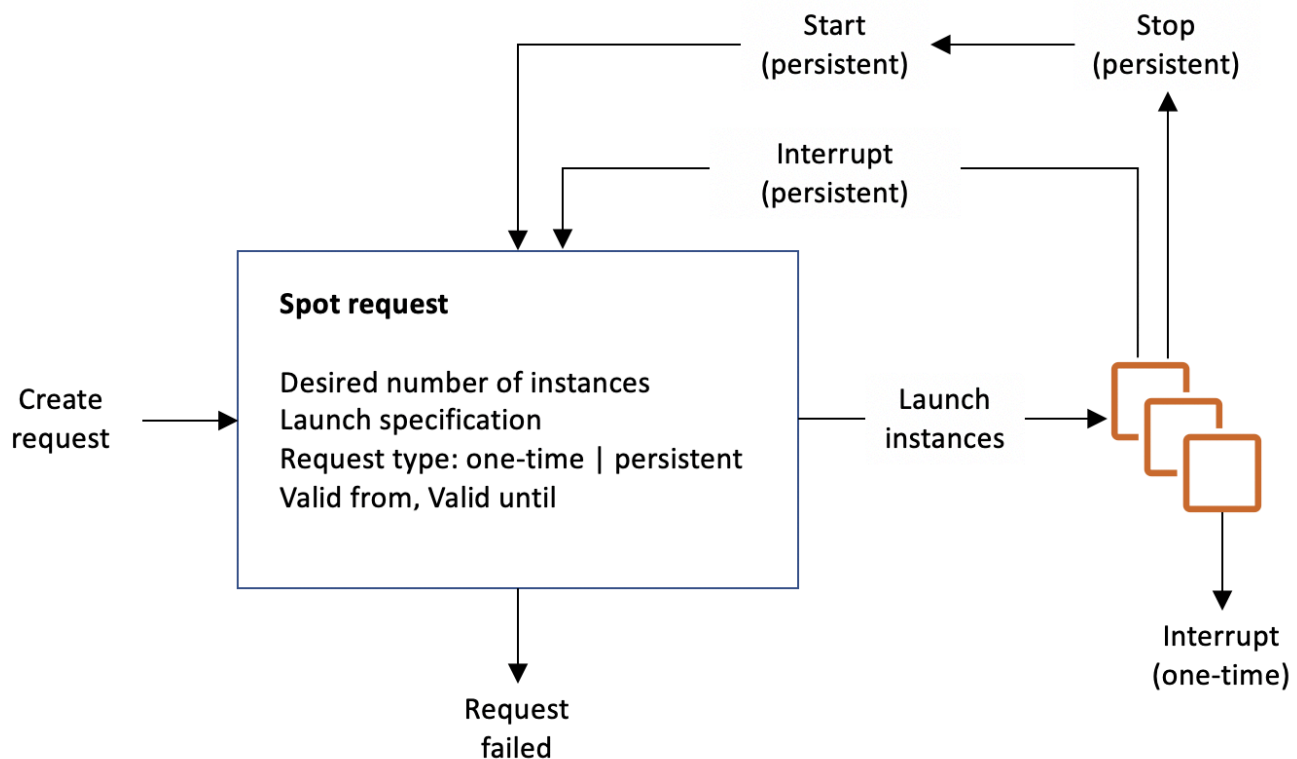 Start
(persistent)
Stop
(persistent)
Interrupt
(persistent)
Spot request
Desired number of instances
Launch specification
Request type: one-time | persistent
Valid from, Valid until
Create
request
Launch
instances
Interrupt
(one-time)
Request
failed